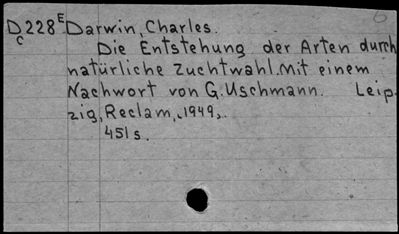 D 228 E Darwin, Charles.
C Die Entstehung der Arten durch
natürliche Zuchtwahl. Mit einem
Nachwort von G. Uschmann. Leip-
zig, Reclam, <1949>.
451 s.